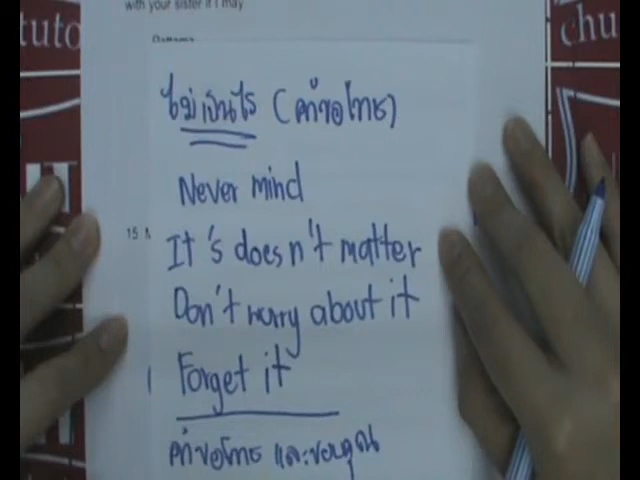 tuto
chu
with your sister if I may
ไม่เป็นไร (คำขอโทษ)
Never mind
15
It's doesn't matter
Don't worry about it
Forget it
คำขอโทษ และขอบคุณ